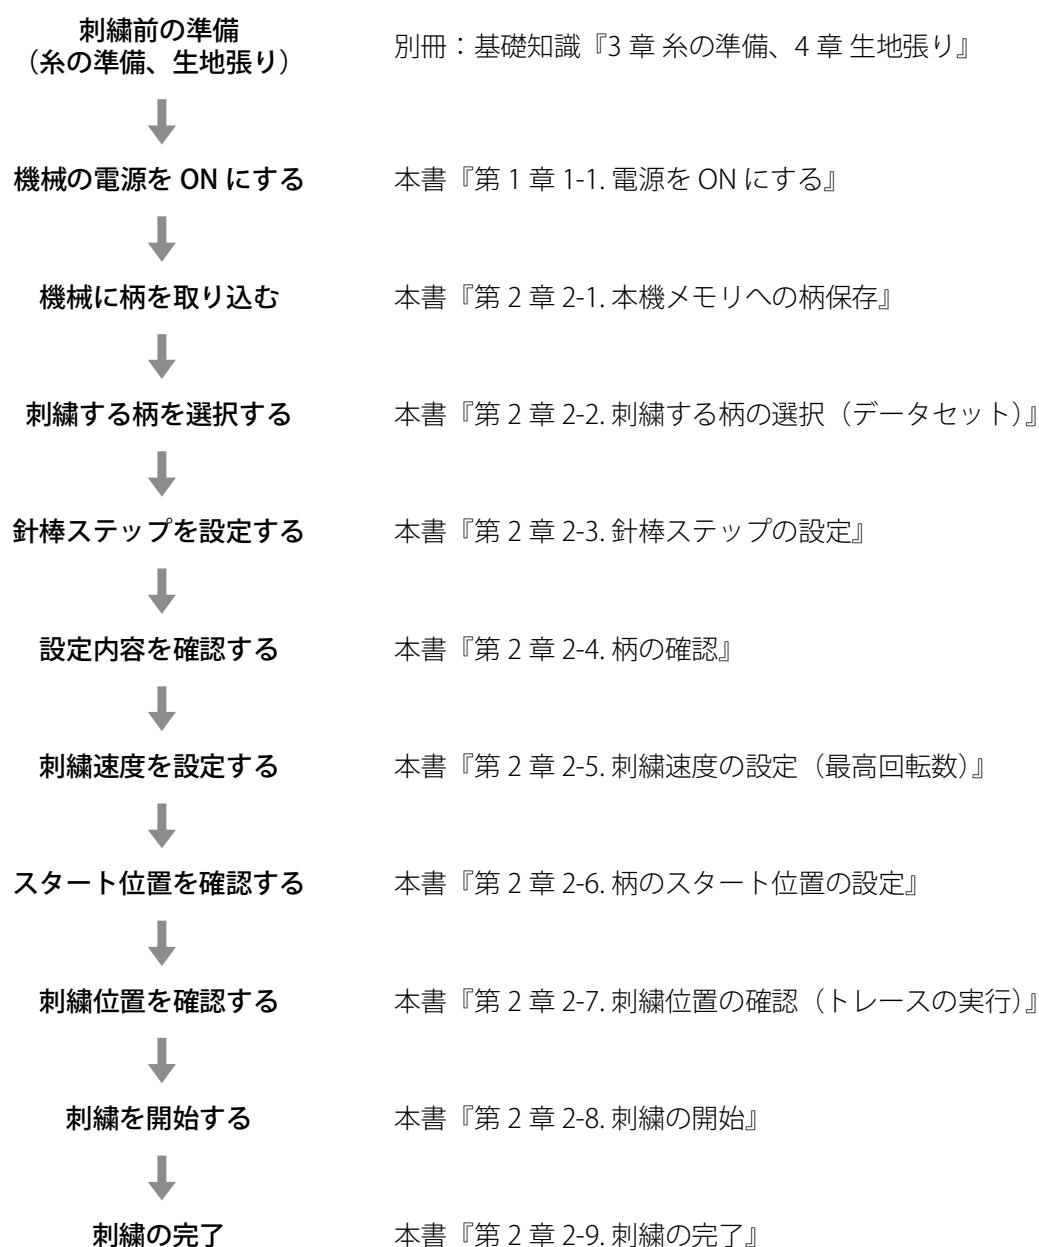 刺繍前の準備
(糸の準備、生地張り)
別冊:基礎知識『3 章 糸の準備、4 章 生地張り』
機械の電源を ON にする
本書『第 1 章 1-1. 電源を ON にする』
機械に柄を取り込む
本書『第 2 章 2-1. 本機メモリへの柄保存』
刺繍する柄を選択する
本書『第 2 章 2-2. 刺繍する柄の選択(データセット)』
針棒ステップを設定する
本書『第 2 章 2-3. 針棒ステップの設定』
設定内容を確認する
本書『第 2 章 2-4. 柄の確認』
刺繍速度を設定する
本書『第 2 章 2-5. 刺繍速度の設定(最高回転数)』
スタート位置を確認する
本書『第 2 章 2-6. 柄のスタート位置の設定』
刺繍位置を確認する
本書『第 2 章 2-7. 刺繍位置の確認(トレースの実行)』
刺繍を開始する
本書『第 2 章 2-8. 刺繍の開始』
刺繍の完了
本書『第 2 章 2-9. 刺繍の完了』